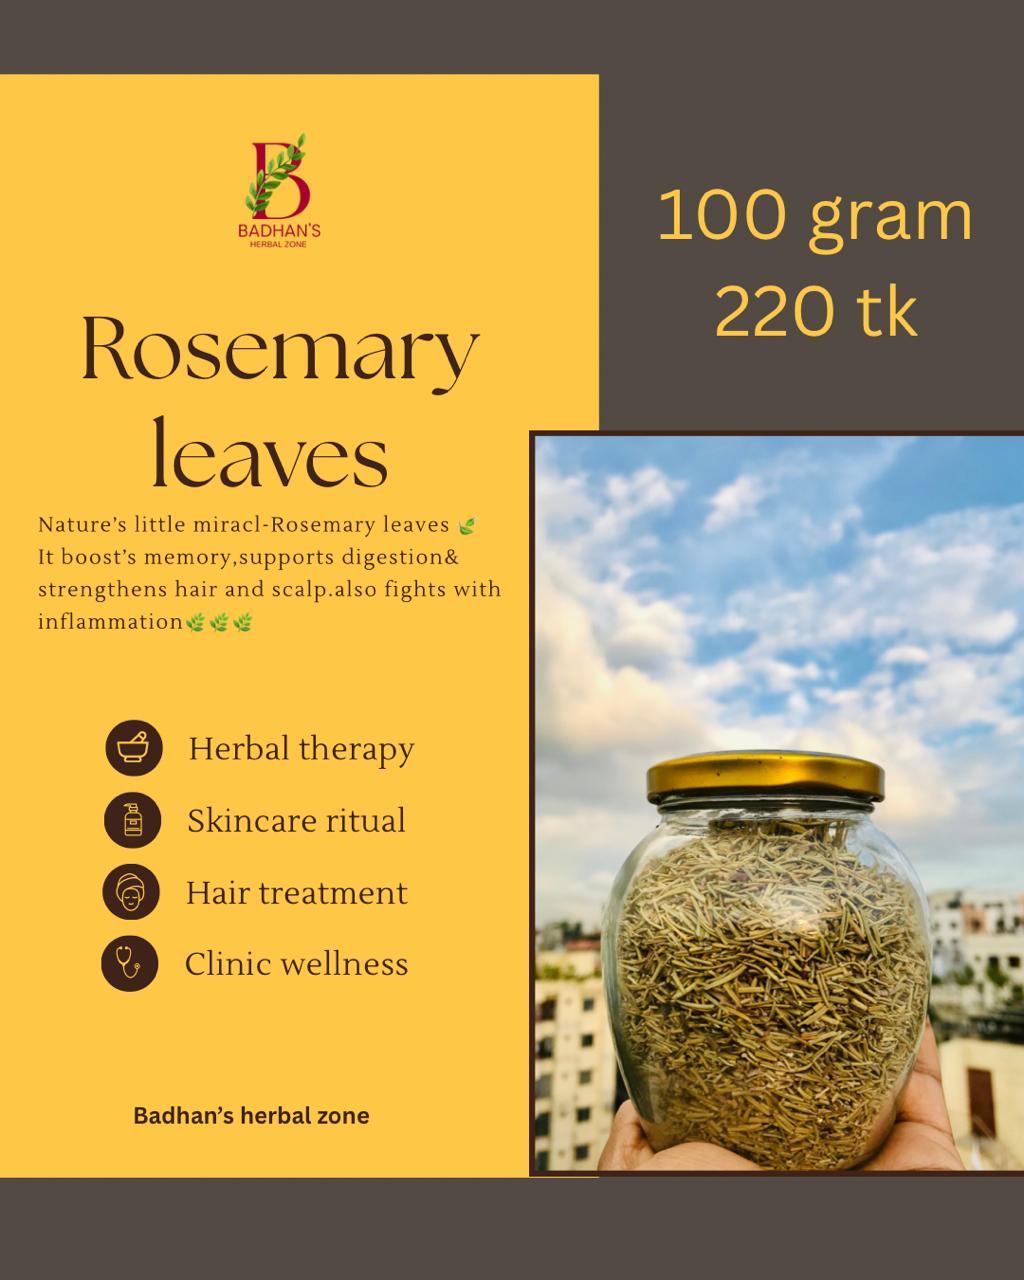 BADHAN'S
HERBAL ZONE
100 gram
220 tk
Rosemary
leaves
Nature's little miracl-Rosemary leaves 🌿
It boost's memory,supports digestion&
strengthens hair and scalp.also fights with
inflammation🌿🌿🌿
Herbal therapy
Skincare ritual
Hair treatment
Clinic wellness
Badhan's herbal zone